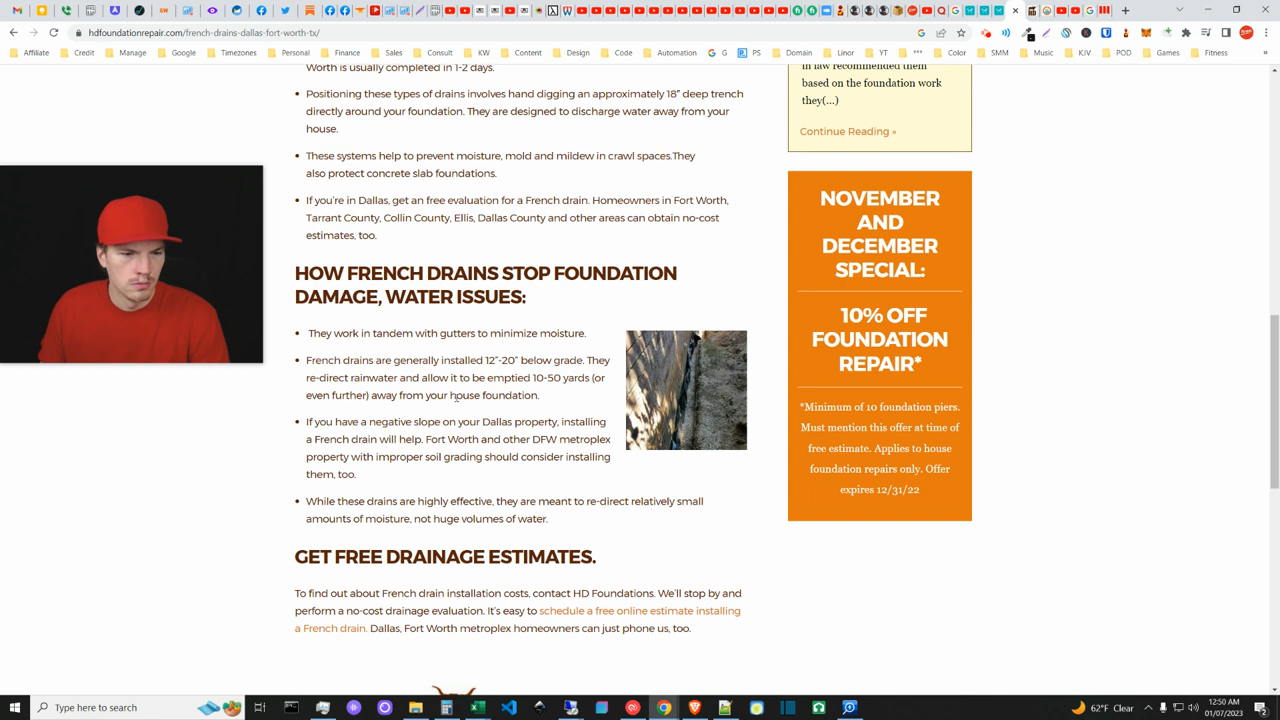 hdfoundationrepair.com/french-drains-dallas-fort-worth-tx/
Affiliate
Credit
Manage
Google
Timezones
Personal
Finance
Sales
Consult
KW
Content
Design
Code
Automation
G
PS
Domain
Linor
YT
***
Color
SMM
Music
KJV
POD
Games
Fitness
Worth is usually completed in 1-2 days.
Positioning these types of drains involves hand digging an approximately 18" deep trench
directly around your foundation. They are designed to discharge water away from your
house.
These systems help to prevent moisture, mold and mildew in crawl spaces.They
also protect concrete slab foundations.
If you're in Dallas, get an free evaluation for a French drain. Homeowners in Fort Worth,
Tarrant County, Collin County, Ellis, Dallas County and other areas can obtain no-cost
estimates, too.
HOW FRENCH DRAINS STOP FOUNDATION
DAMAGE, WATER ISSUES:
They work in tandem with gutters to minimize moisture.
French drains are generally installed 12"-20" below grade. They
re-direct rainwater and allow it to be emptied 10-50 yards (or
even further) away from your house foundation.
If you have a negative slope on your Dallas property, installing
a French drain will help. Fort Worth and other DFW metroplex
property with improper soil grading should consider installing
them, too.
While these drains are highly effective, they are meant to re-direct relatively small
amounts of moisture, not huge volumes of water.
GET FREE DRAINAGE ESTIMATES.
To find out about French drain installation costs, contact HD Foundations. We'll stop by and
perform a no-cost drainage evaluation. It's easy to schedule a free online estimate installing
a French drain. Dallas, Fort Worth metroplex homeowners can just phone us, too.
in law recommended them
based on the foundation work
they(...)
Continue Reading »
NOVEMBER
AND
DECEMBER
SPECIAL:
10% OFF
FOUNDATION
REPAIR*
*Minimum of 10 foundation piers.
Must mention this offer at time of
free estimate. Applies to house
foundation repairs only. Offer
expires 12/31/22
Type here to search
62°F Clear
12:50 AM
01/07/2023